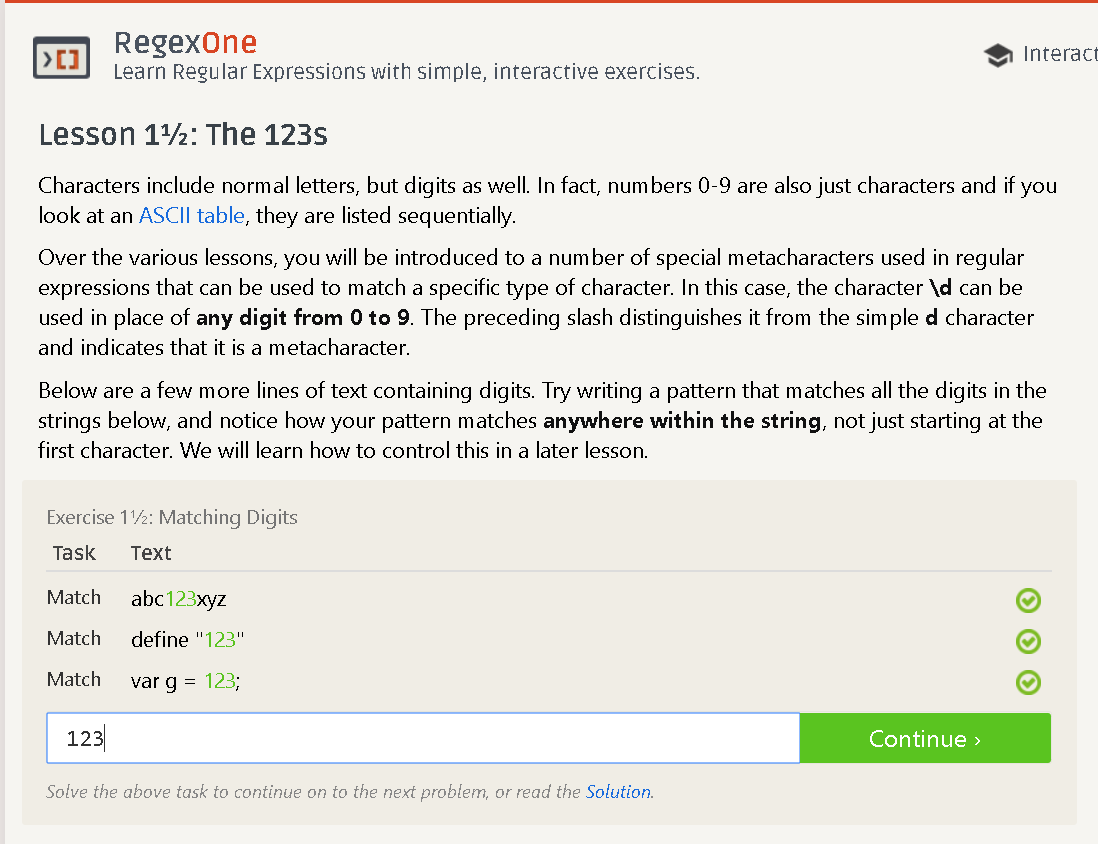 RegexOne
Learn Regular Expressions with simple, interactive exercises.
Interact
Lesson 1½: The 123s
Characters include normal letters, but digits as well. In fact, numbers 0-9 are also just characters and if you
look at an ASCII table, they are listed sequentially.
Over the various lessons, you will be introduced to a number of special metacharacters used in regular
expressions that can be used to match a specific type of character. In this case, the character \d can be
used in place of any digit from 0 to 9. The preceding slash distinguishes it from the simple d character
and indicates that it is a metacharacter.
Below are a few more lines of text containing digits. Try writing a pattern that matches all the digits in the
strings below, and notice how your pattern matches anywhere within the string, not just starting at the
first character. We will learn how to control this in a later lesson.
Exercise 1½: Matching Digits
Task Text
Match abc123xyz
Match define "123"
Match var g = 123;
123
Continue ›
Solve the above task to continue on to the next problem, or read the Solution.